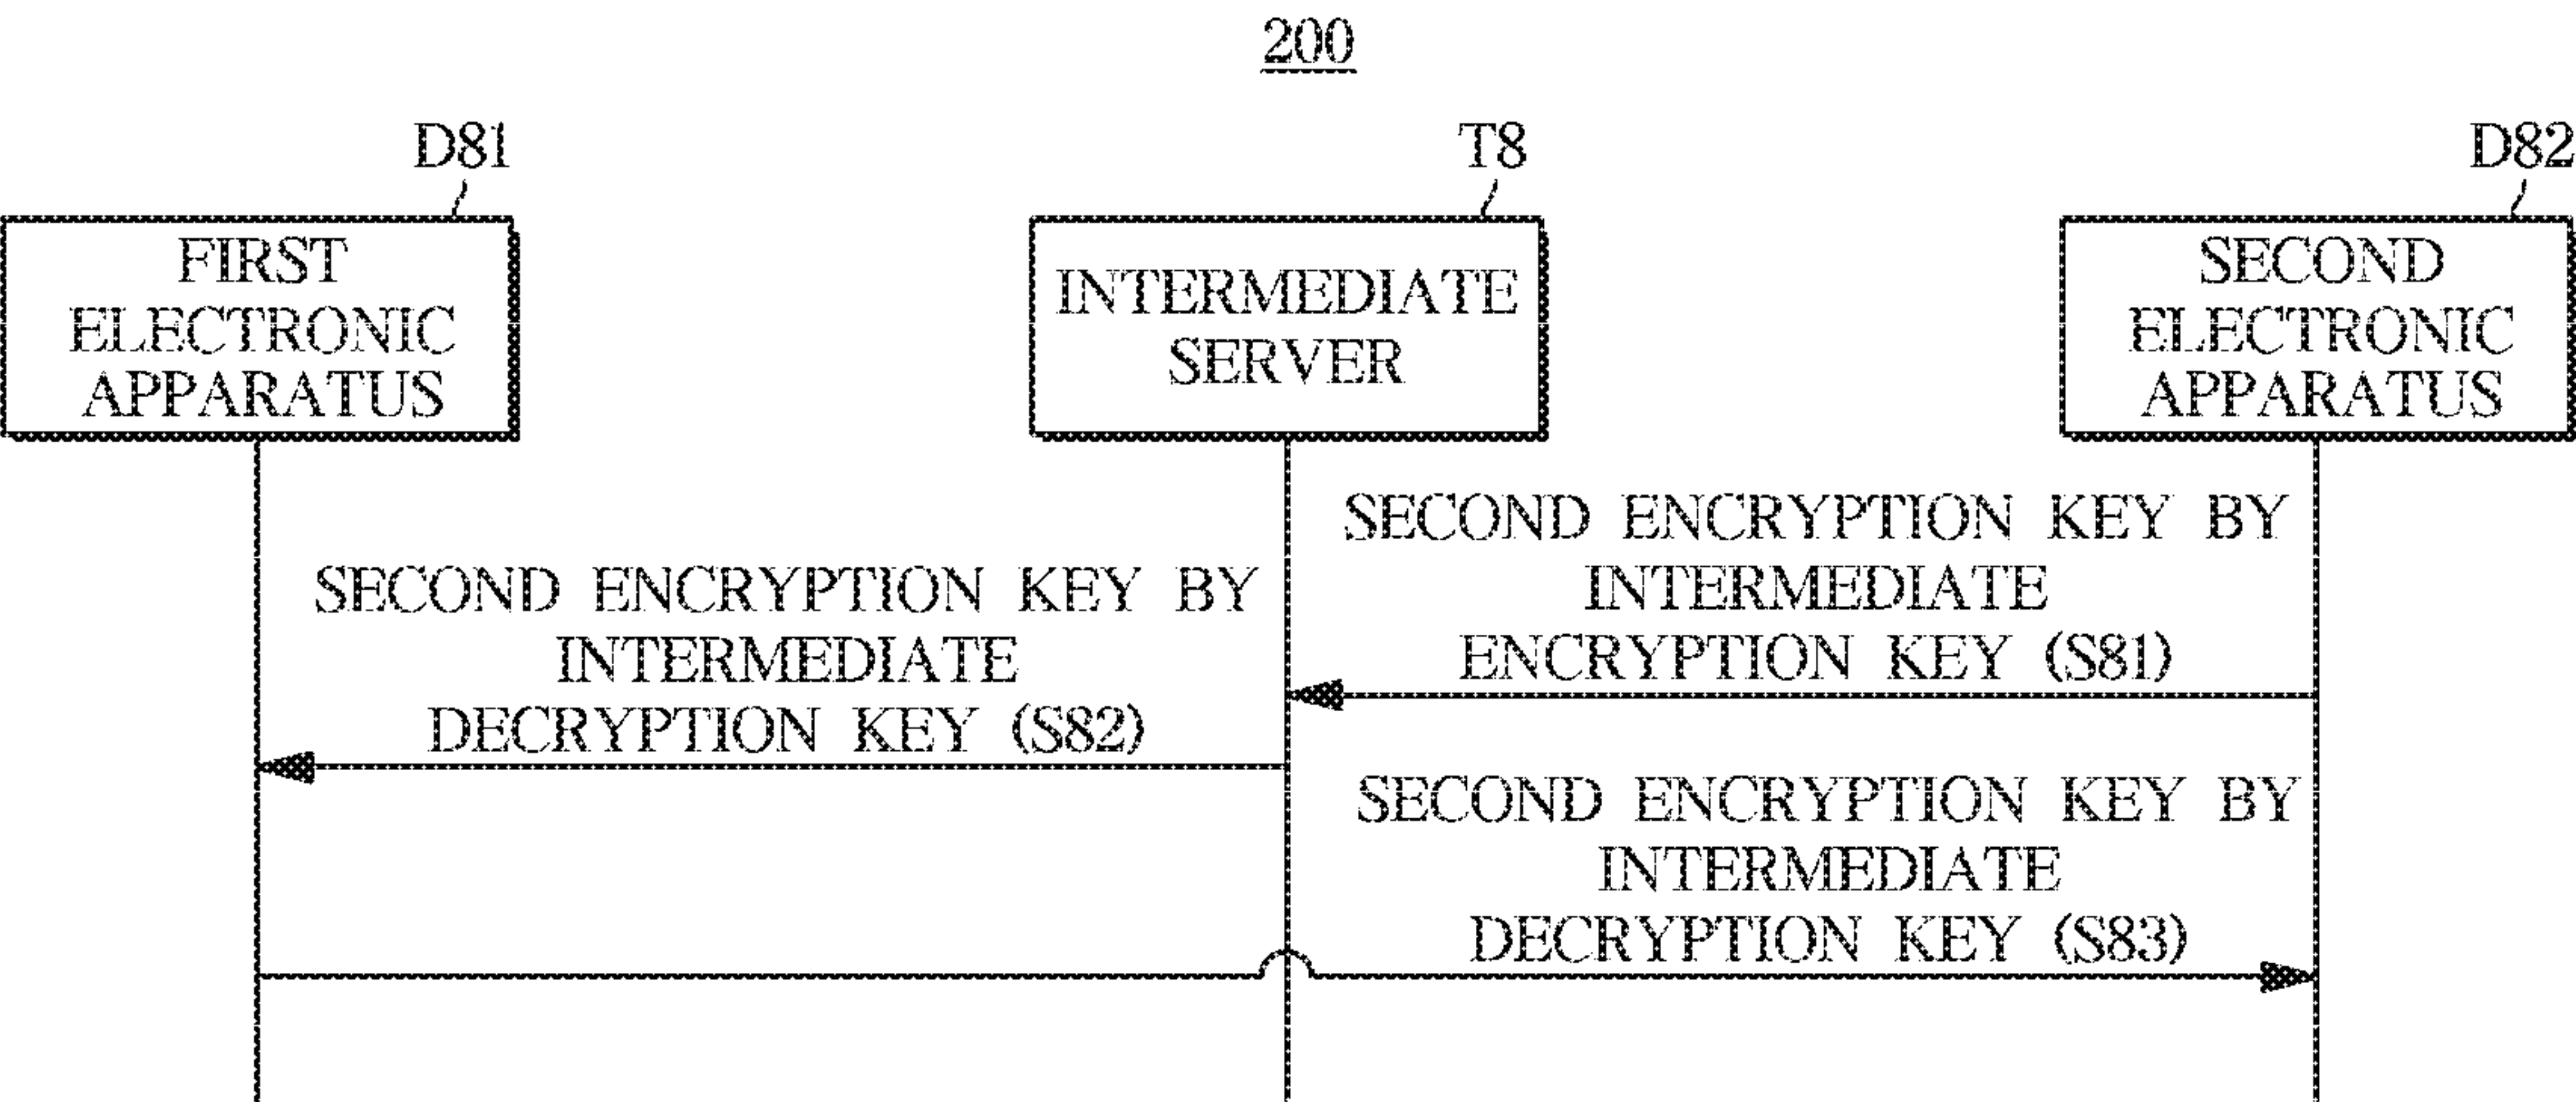 200
D81
T8
D82
FIRST
ELECTRONIC
APPARATUS
INTERMEDIATE
SERVER
SECOND
ELECTRONIC
APPARATUS
SECOND ENCRYPTION KEY BY
INTERMEDIATE
ENCRYPTION KEY (S81)
SECOND ENCRYPTION KEY BY
INTERMEDIATE
DECRYPTION KEY (S82)
SECOND ENCRYPTION KEY BY
INTERMEDIATE
DECRYPTION KEY (S83)